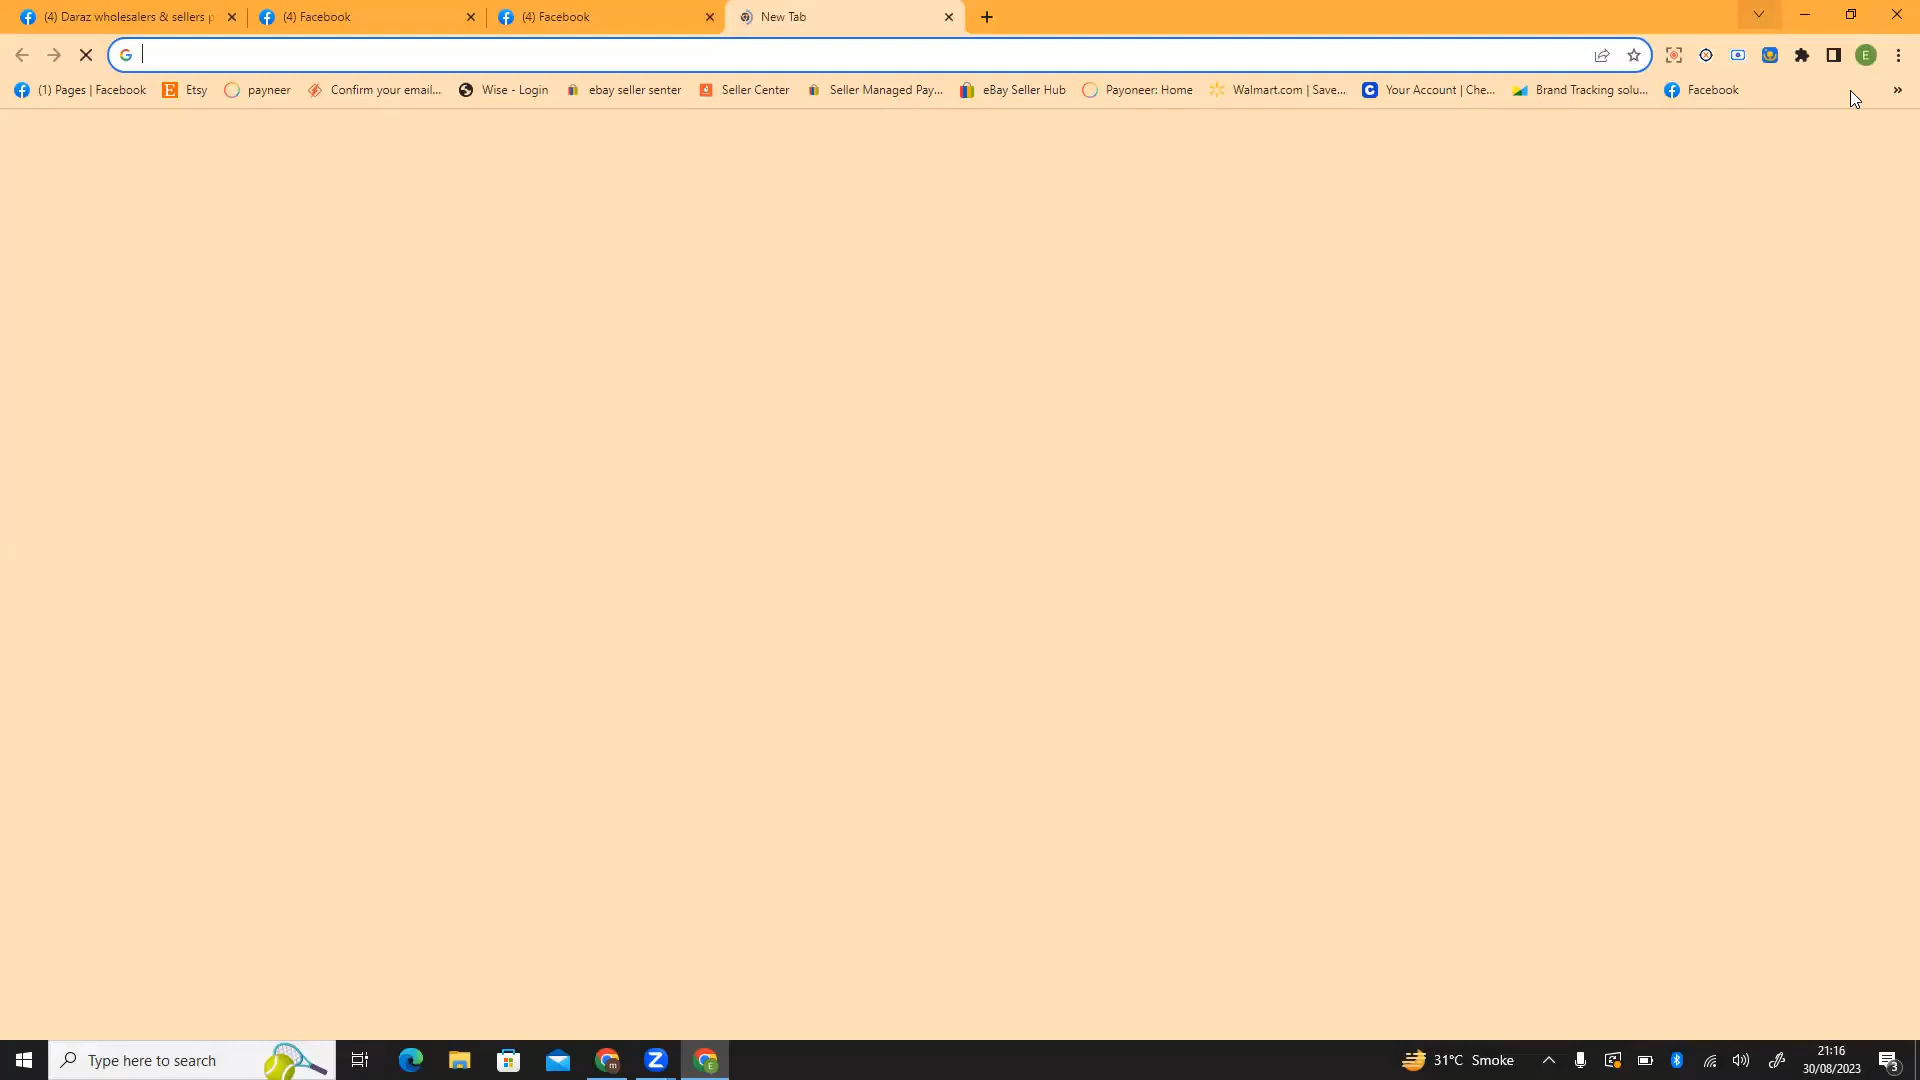 (4) Daraz wholesalers & sellers p
(4) Facebook
(4) Facebook
New Tab
(1) Pages | Facebook
Etsy
payneer
Confirm your email...
Wise - Login
ebay seller senter
Seller Center
Seller Managed Pay...
eBay Seller Hub
Payoneer: Home
Walmart.com | Save...
Your Account | Che...
Brand Tracking solu...
Facebook
»
Type here to search
31°C Smoke
21:16
30/08/2023
3